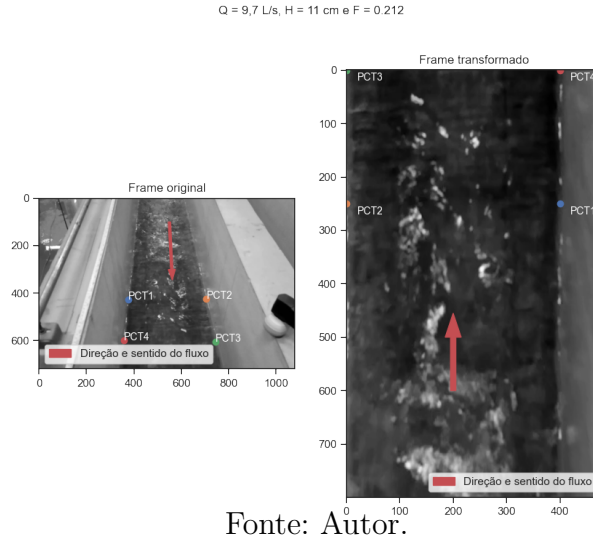 Q = 9,7 L/s, H = 11 cm e F = 0.212
Frame original
0
200
400
600
0 200 400 600 800 1000
PCT1
PCT2
PCT4
PCT3
Direção e sentido do fluxo
Frame transformado
0
100
200
300
400
500
600
700
0 100 200 300 400
PCT3
PCT4
PCT2
PCT1
Direção e sentido do fluxo
Fonte: Autor.